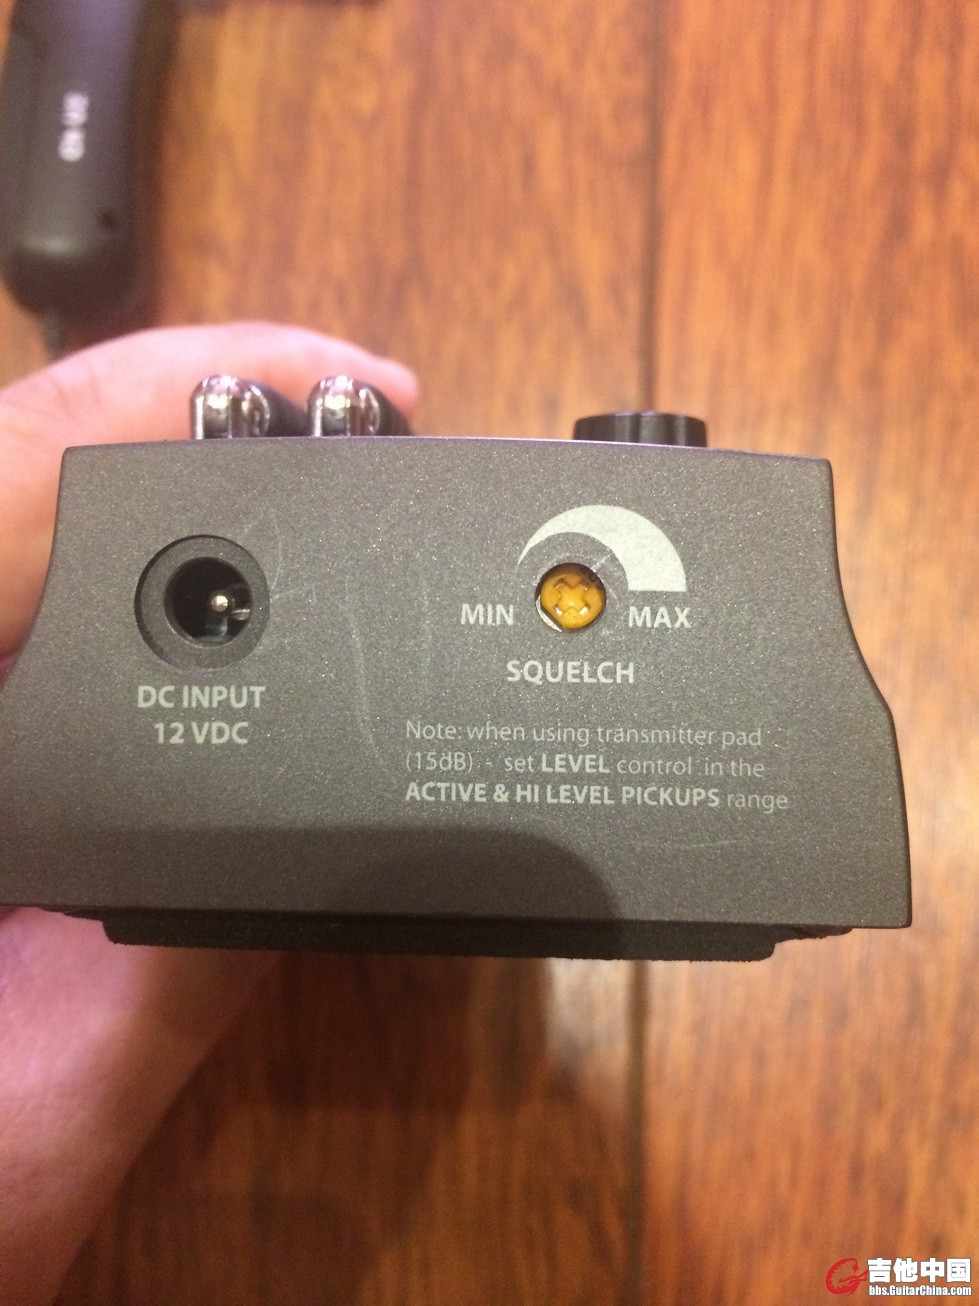 MIN
MAX
SQUELCH
DC INPUT
12 VDC
Note: when using transmitter pad
(15dB) - set LEVEL control in the
ACTIVE & HI LEVEL PICKUPS range
吉他中国
bbs.GuitarChina.com